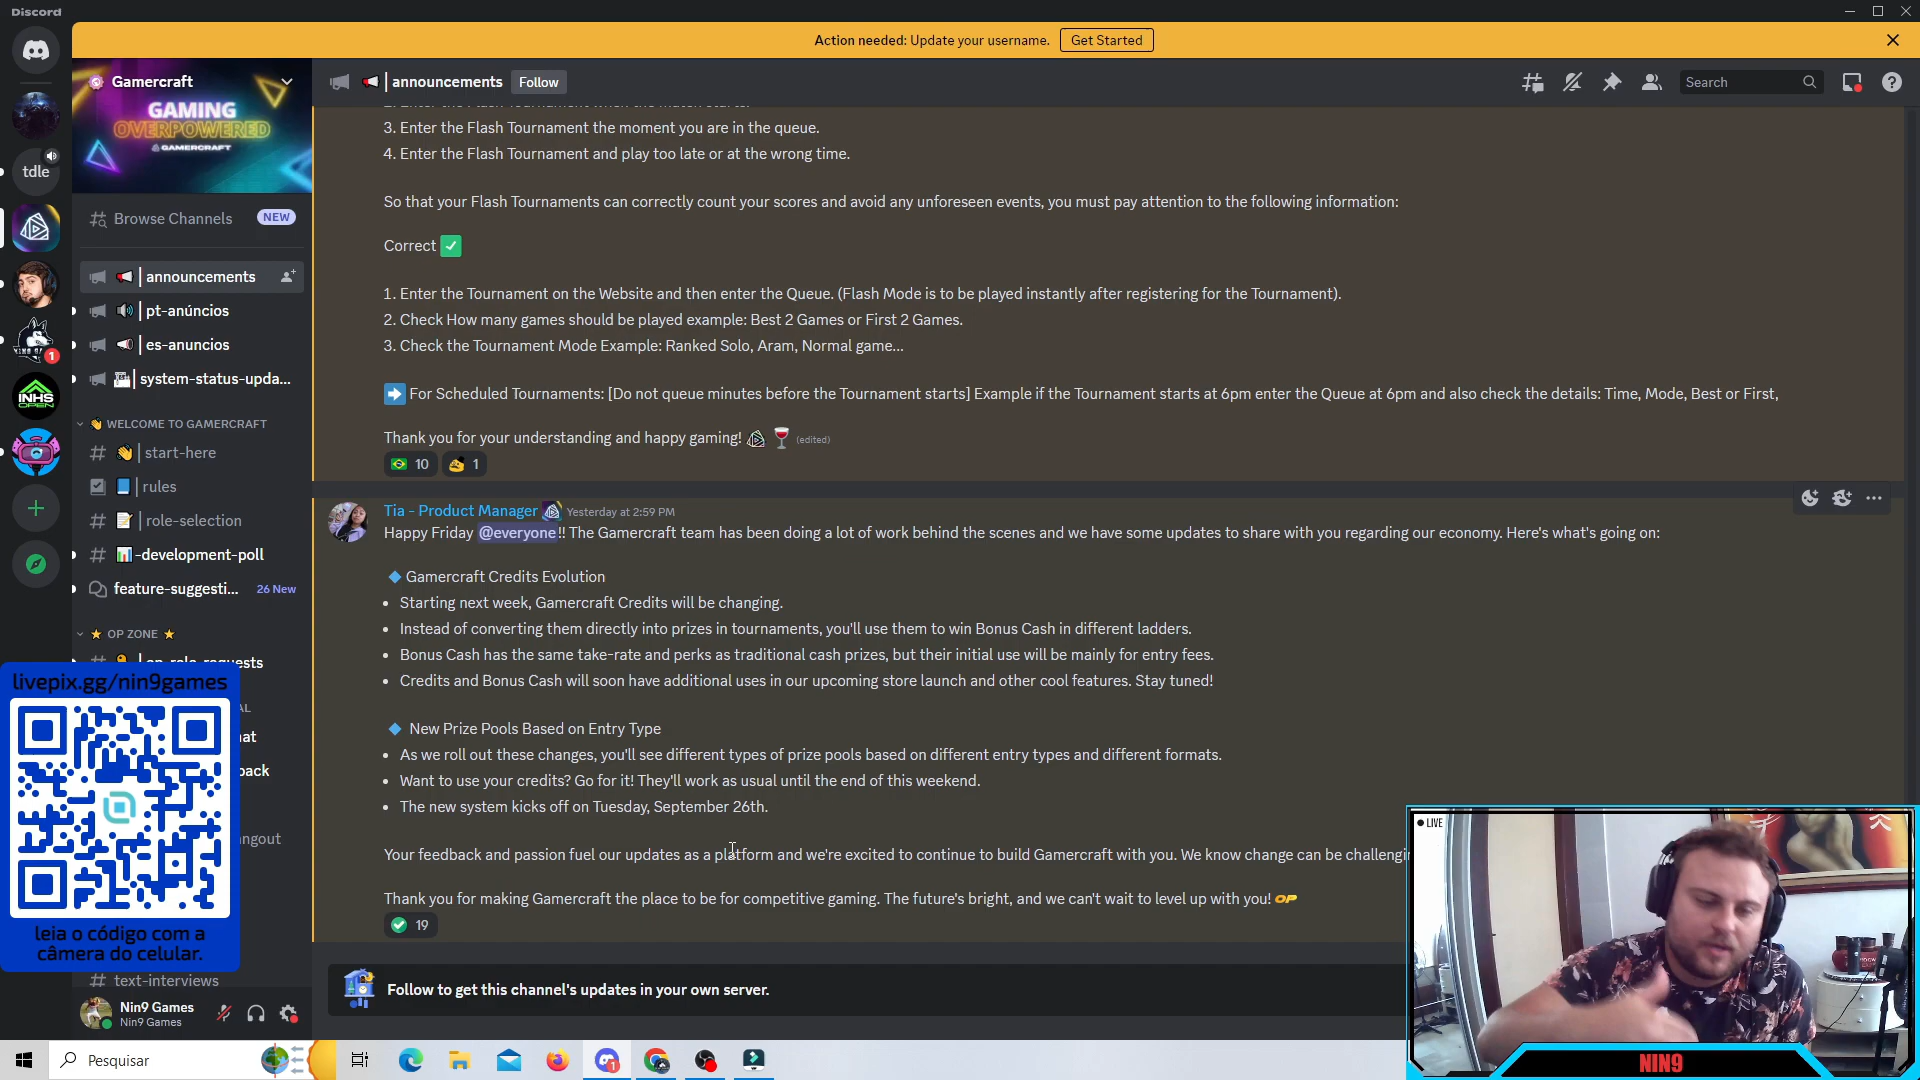 Discord
Action needed: Update your username.
Get Started
Gamercraft
GAMING
OVERPOWERED
GAMERCRAFT
announcements
Follow
Search
tdle
INHS
OPEN
1
Browse Channels
NEW
announcements
pt-anúncios
es-anuncios
system-status-upda...
WELCOME TO GAMERCRAFT
start-here
rules
role-selection
-development-poll
feature-suggesti...
26 New
OP ZONE
op-role-requests
livepix.gg/nin9games
leia o código com a
câmera do celular.
text-interviews
Nin9 Games
Nin9 Games
3. Enter the Flash Tournament the moment you are in the queue.
4. Enter the Flash Tournament and play too late or at the wrong time.
So that your Flash Tournaments can correctly count your scores and avoid any unforeseen events, you must pay attention to the following information:
Correct
1. Enter the Tournament on the Website and then enter the Queue. (Flash Mode is to be played instantly after registering for the Tournament).
2. Check How many games should be played example: Best 2 Games or First 2 Games.
3. Check the Tournament Mode Example: Ranked Solo, Aram, Normal game...
For Scheduled Tournaments: [Do not queue minutes before the Tournament starts] Example if the Tournament starts at 6pm enter the Queue at 6pm and also check the details: Time, Mode, Best or First,
Thank you for your understanding and happy gaming! (edited)
10 1
Tia - Product Manager Yesterday at 2:59 PM
Happy Friday @everyone!! The Gamercraft team has been doing a lot of work behind the scenes and we have some updates to share with you regarding our economy. Here's what's going on:
Gamercraft Credits Evolution
• Starting next week, Gamercraft Credits will be changing.
• Instead of converting them directly into prizes in tournaments, you'll use them to win Bonus Cash in different ladders.
• Bonus Cash has the same take-rate and perks as traditional cash prizes, but their initial use will be mainly for entry fees.
• Credits and Bonus Cash will soon have additional uses in our upcoming store launch and other cool features. Stay tuned!
New Prize Pools Based on Entry Type
• As we roll out these changes, you'll see different types of prize pools based on different entry types and different formats.
• Want to use your credits? Go for it! They'll work as usual until the end of this weekend.
• The new system kicks off on Tuesday, September 26th.
Your feedback and passion fuel our updates as a platform and we're excited to continue to build Gamercraft with you. We know change can be challengin
Thank you for making Gamercraft the place to be for competitive gaming. The future's bright, and we can't wait to level up with you! OP
19
Follow to get this channel's updates in your own server.
LIVE
NIN9
Pesquisar
1